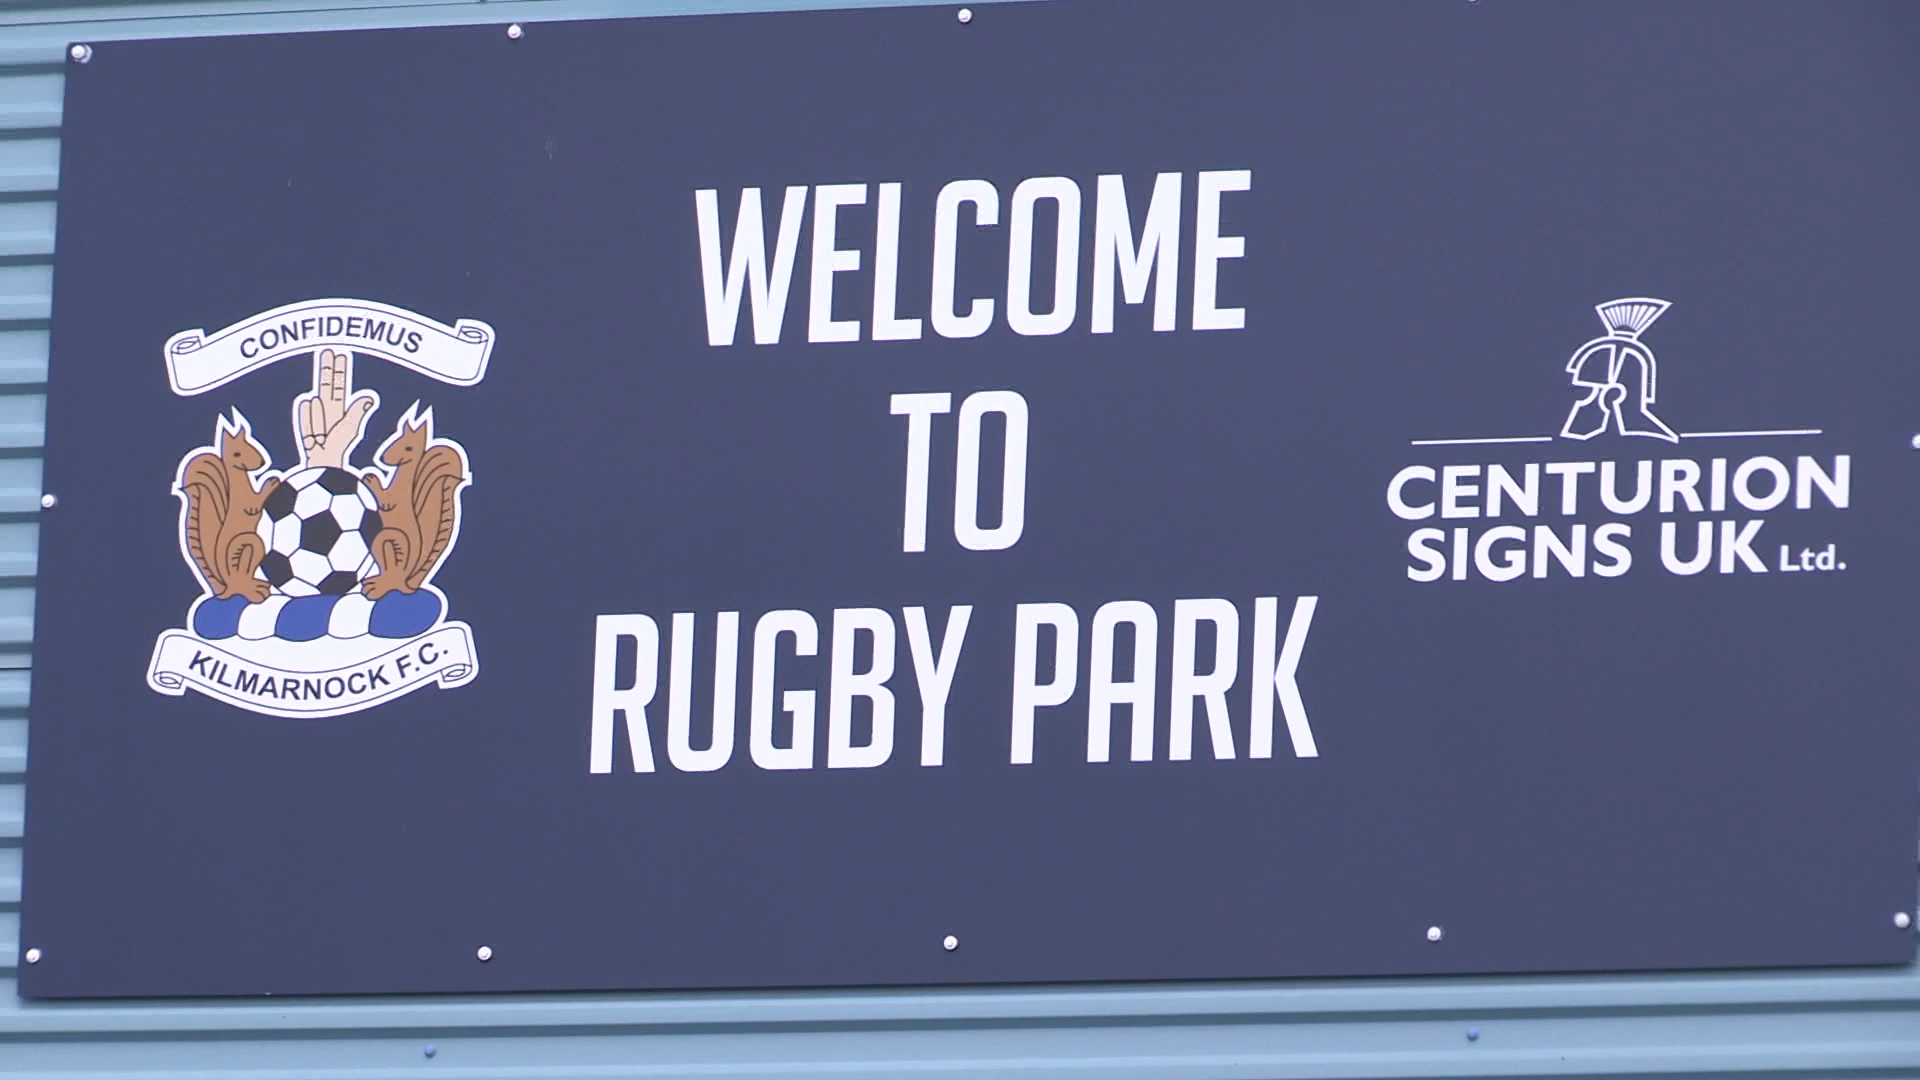 CONFIDEMUS
KILMARNOCK F.C.
WELCOME
TO
RUGBY PARK
CENTURION
SIGNS UK Ltd.